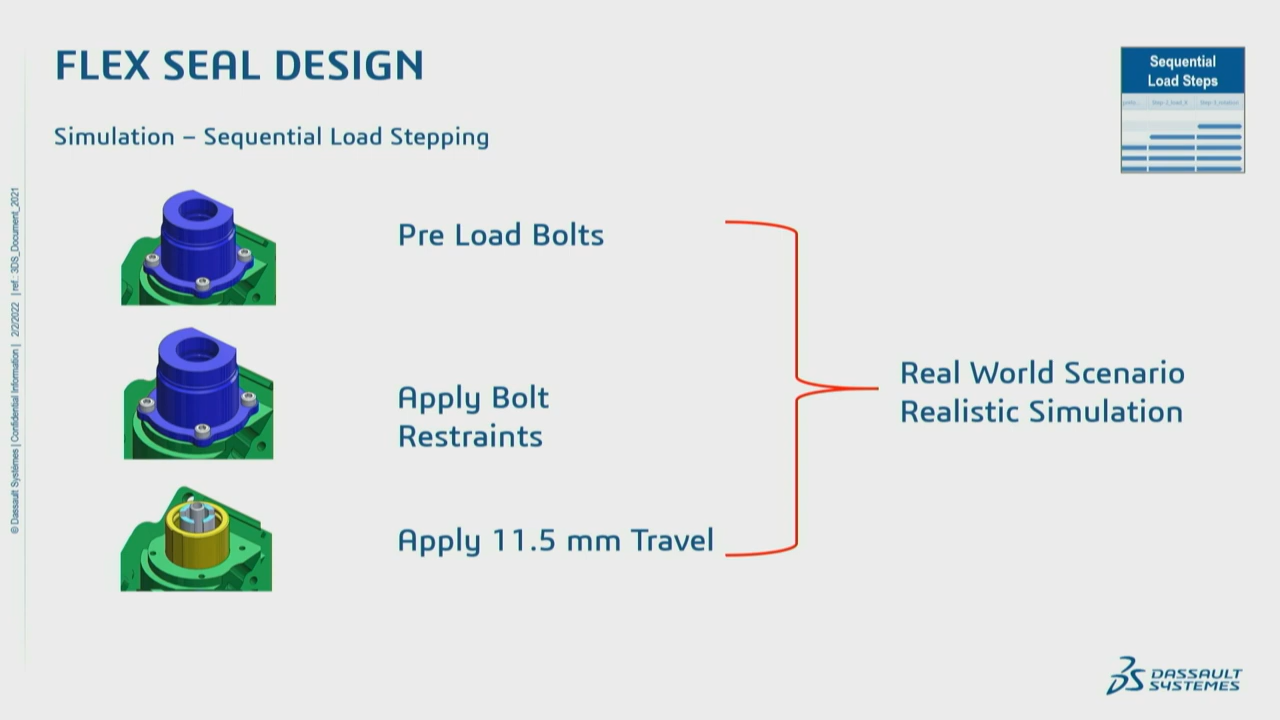 FLEX SEAL DESIGN
Simulation – Sequential Load Stepping
Sequential
Load Steps
Pre Load Bolts
Apply Bolt
Restraints
Apply 11.5 mm Travel
Real World Scenario
Realistic Simulation
© Dassault Systèmes | Confidential Information | 2/2/2022 | ref.: 3DS_Document_2021
DASSAULT
SYSTEMES